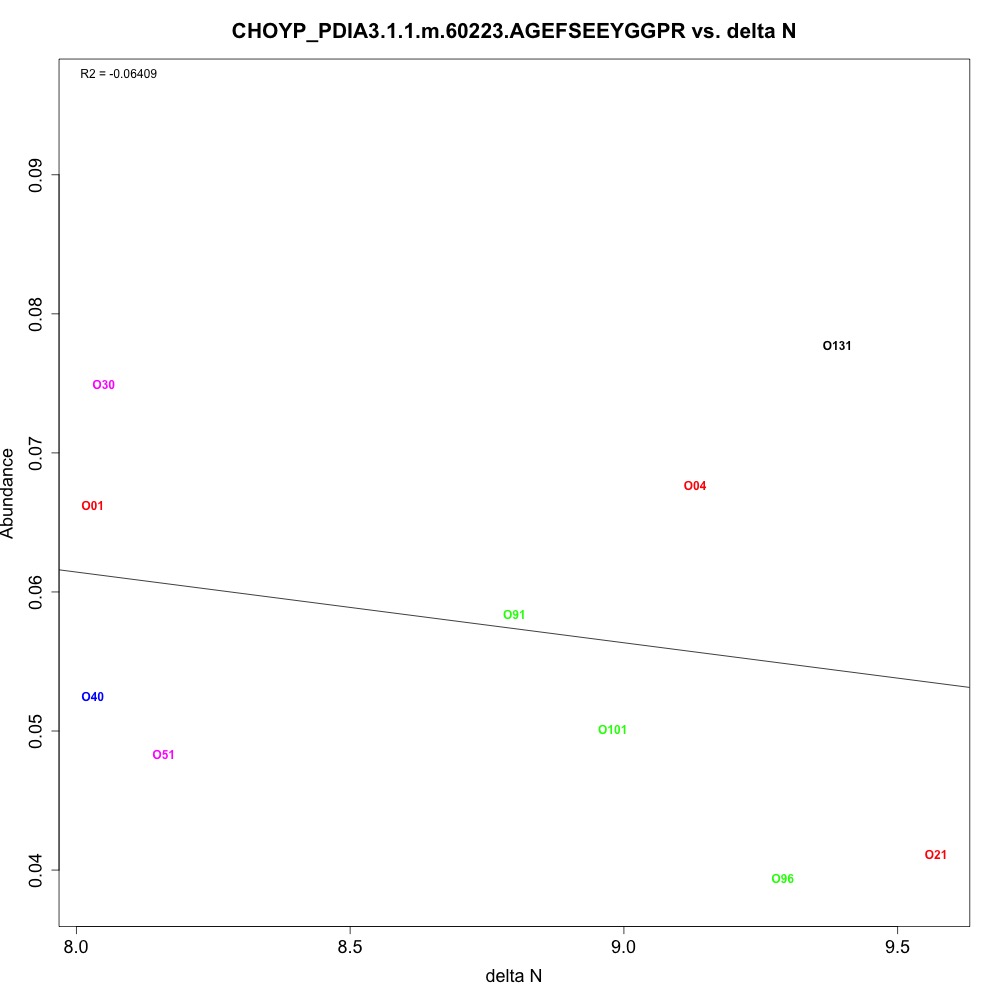 CHOYP_PDIA3.1.1.m.60223.AGEFSEEYGGPR vs. delta N
R2 = -0.06409
0.09
0.08
O131
O30
0.07
O04
O01
Abundance
0.06
O91
O40
0.05
O101
O51
0.04
O21
O96
8.0 8.5 9.0 9.5
delta N